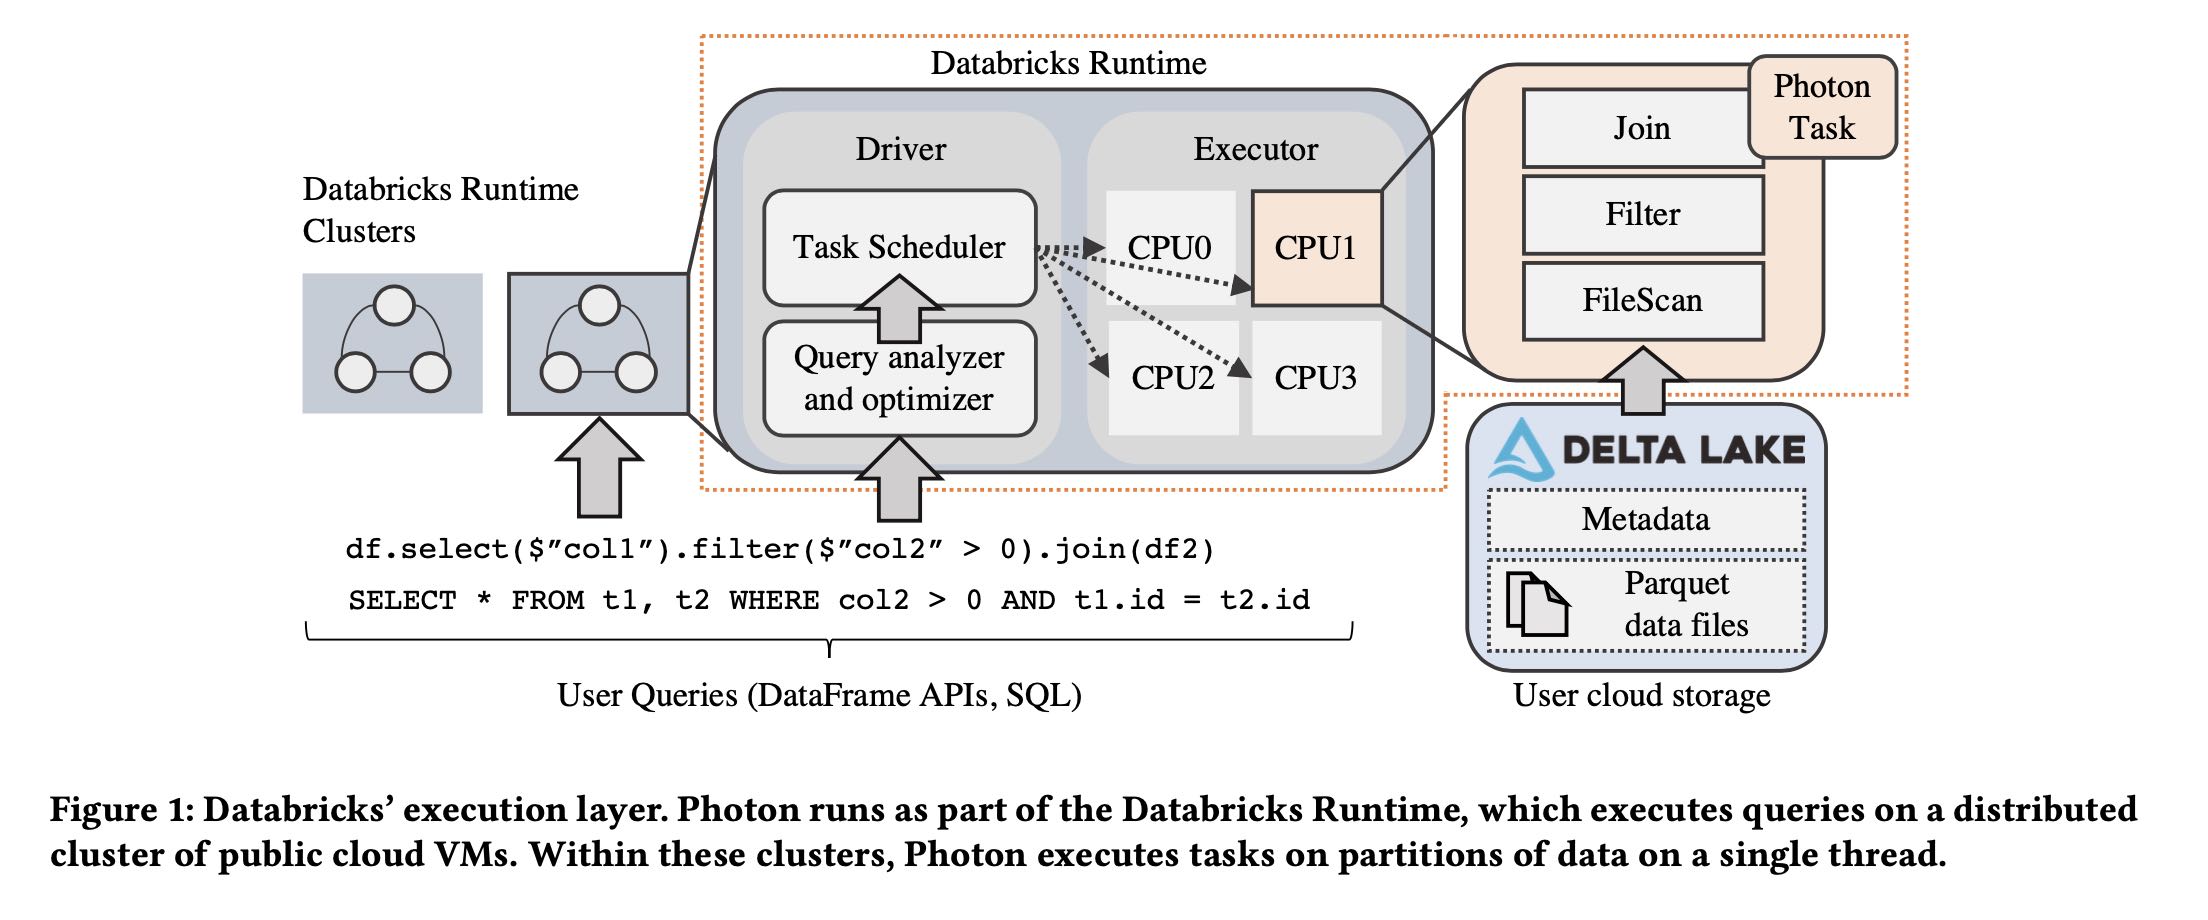 Databricks Runtime
Clusters
Databricks Runtime
Driver
Task Scheduler
Query analyzer
and optimizer
Executor
CPU0
CPU1
CPU2
CPU3
Photon
Task
Join
Filter
FileScan
DELTA LAKE
Metadata
Parquet
data files
User cloud storage
df.select($”col1”).filter($”col2” > 0).join(df2)
SELECT * FROM t1, t2 WHERE col2 > 0 AND t1.id = t2.id
User Queries (DataFrame APIs, SQL)
Figure 1: Databricks’ execution layer. Photon runs as part of the Databricks Runtime, which executes queries on a distributed
cluster of public cloud VMs. Within these clusters, Photon executes tasks on partitions of data on a single thread.